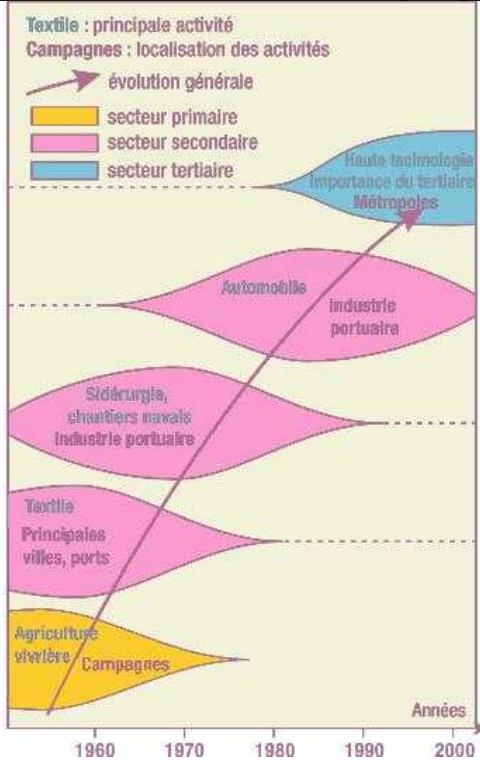 Textile : principale activité
Campagnes : localisation des activités
évolution générale
secteur primaire
secteur secondaire
secteur tertiaire
Haute technologie
Importance du tertiaire
Métropoles
Automobile
Industrie
portuaire
Sidérurgie,
chantiers navals
Industrie portuaire
Textile
Principales
villes, ports
Agriculture
vivrière
Campagnes
Années
1960 1970 1980 1990 2000